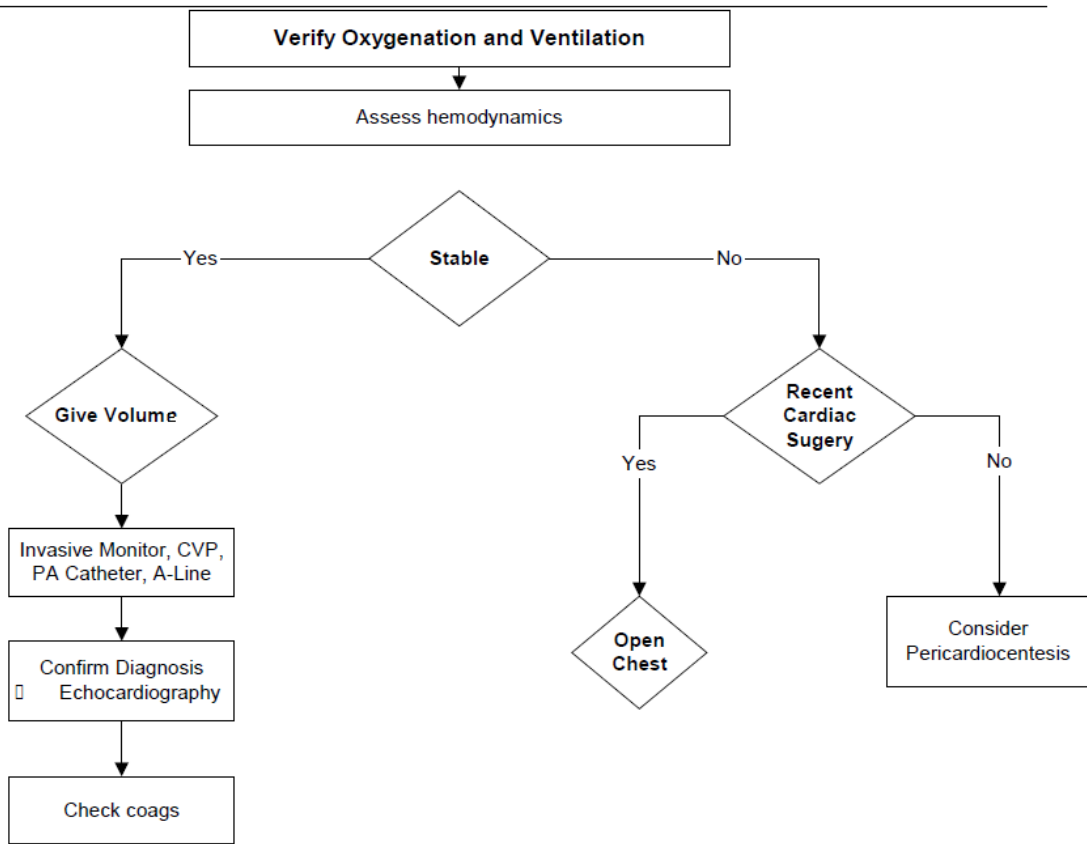 Verify Oxygenation and Ventilation
Assess hemodynamics
Stable
Yes
No
Give Volume
Recent
Cardiac
Sugery
Yes
No
Invasive Monitor, CVP,
PA Catheter, A-Line
Open
Chest
Consider
Pericardiocentesis
Confirm Diagnosis
▯ Echocardiography
Check coags